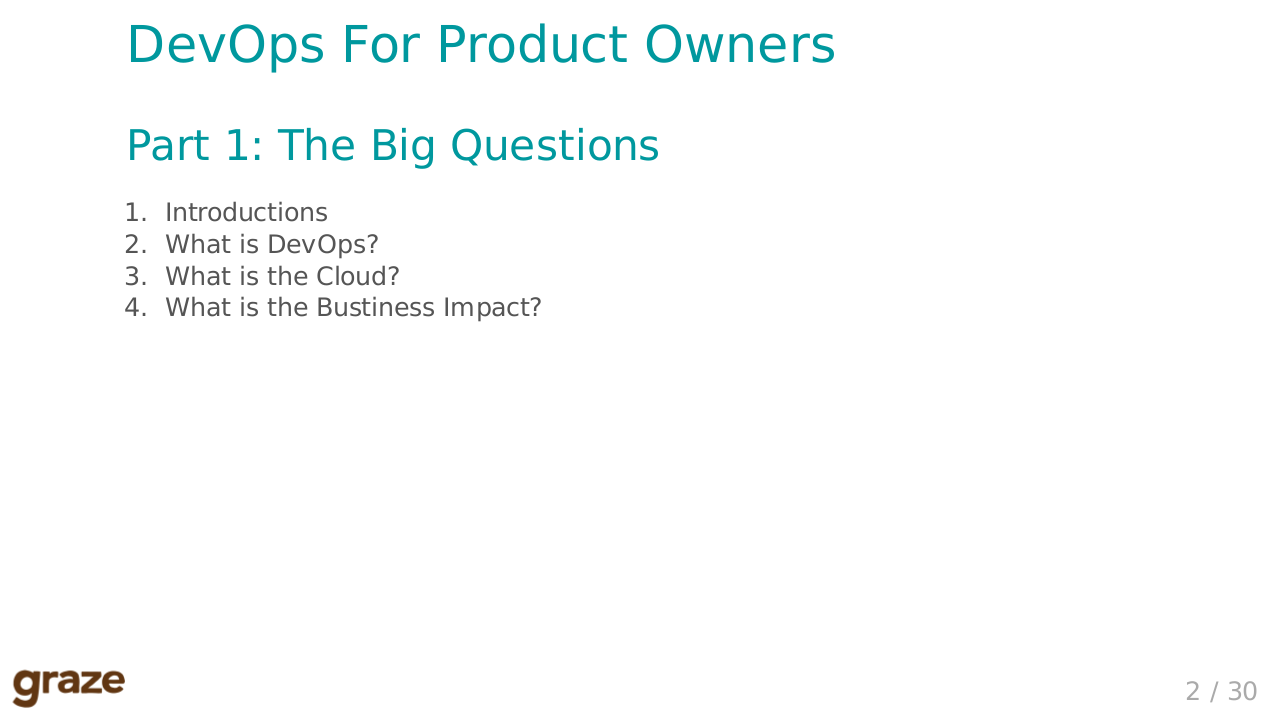 DevOps For Product Owners
Part 1: The Big Questions
1. Introductions
2. What is DevOps?
3. What is the Cloud?
4. What is the Bustiness Impact?
graze
2 / 30